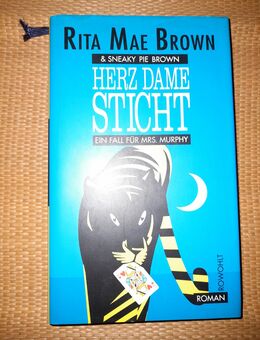 RITA MAE BROWN
& SNEAKY PIE BROWN
HERZ DAME
STICHT
EIN FALL FÜR MRS. MURPHY
ROMAN
ROWOHLT